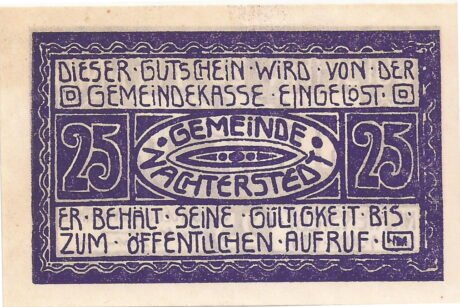 DIESER·GUTSCHEIN·WIRD·VON·DER
GEMEINDEKASSE·EINGELÖST·
25 ·GEMEINDE· 25
NACHTERSTEDT·
ER·BEHÄLT·SEINE·GÜLTIGKEIT·BIS·
ZUM·ÖFFENTLICHEN·AUFRUF·